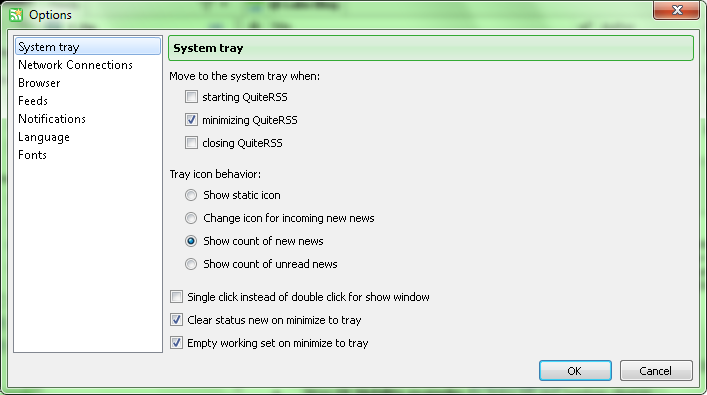 Options
System tray
Network Connections
Browser
Feeds
Notifications
Language
Fonts
System tray
Move to the system tray when:
starting QuiteRSS
minimizing QuiteRSS
closing QuiteRSS
Tray icon behavior:
Show static icon
Change icon for incoming new news
Show count of new news
Show count of unread news
Single click instead of double click for show window
Clear status new on minimize to tray
Empty working set on minimize to tray
OK
Cancel